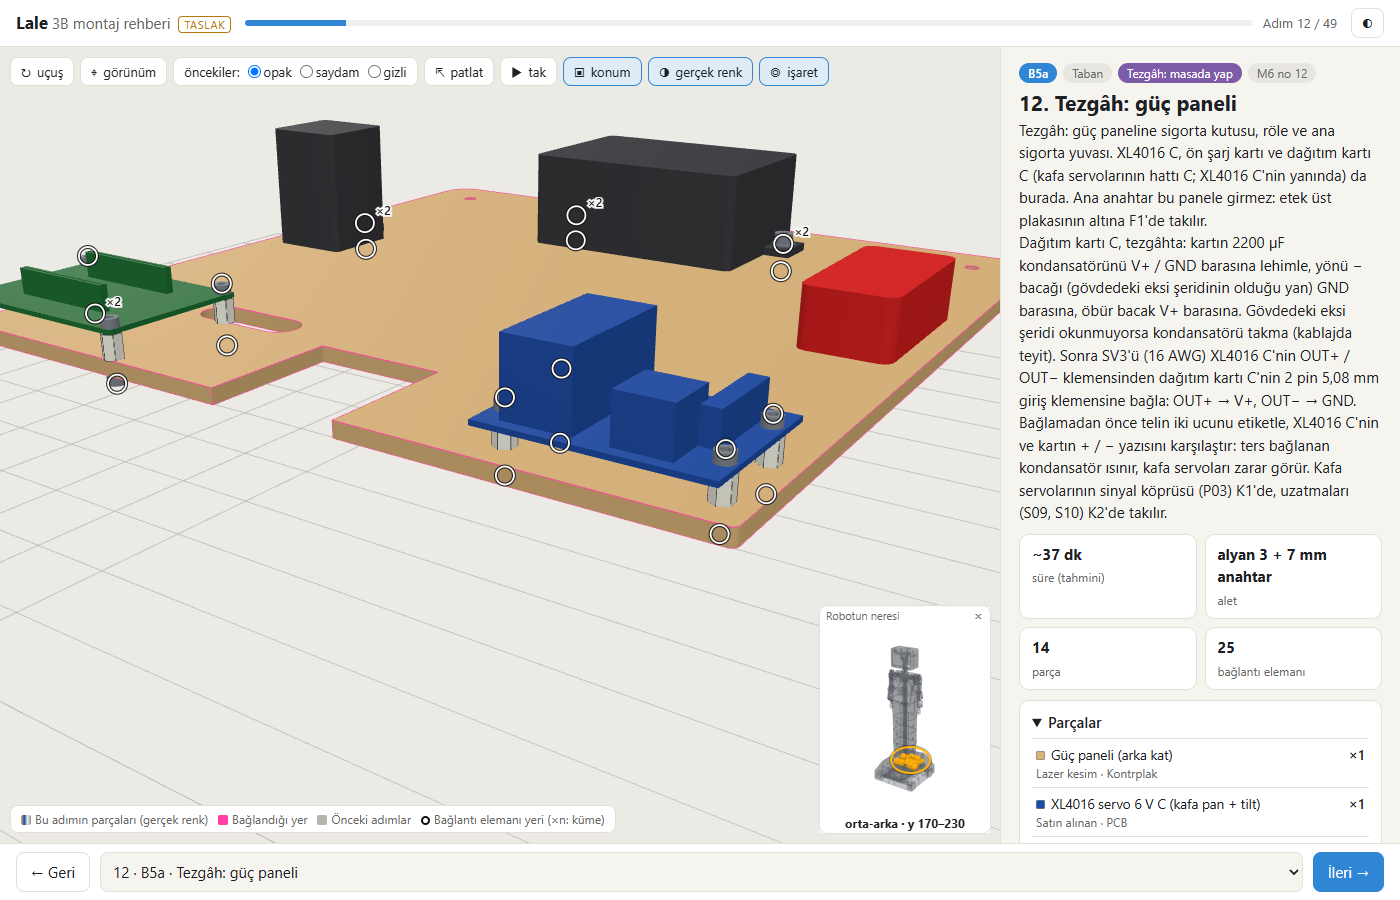 Lale 3B montaj rehberi TASLAK
Adım 12 / 49
↻ uçuş
⌖ görünüm
öncekiler: opak saydam gizli
⇱ patlat
▶ tak
▣ konum
◑ gerçek renk
◎ işaret
×2
×2
×2
×2
Robotun neresi ×
orta-arka · y 170–230
Bu adımın parçaları (gerçek renk) Bağlandığı yer Önceki adımlar Bağlantı elemanı yeri (×n: küme)
B5a Taban Tezgâh: masada yap M6 no 12
12. Tezgâh: güç paneli
Tezgâh: güç paneline sigorta kutusu, röle ve ana
sigorta yuvası. XL4016 C, ön şarj kartı ve dağıtım kartı
C (kafa servolarının hattı C; XL4016 C'nin yanında) da
burada. Ana anahtar bu panele girmez: etek üst
plakasının altına F1'de takılır.
Dağıtım kartı C, tezgâhta: kartın 2200 µF
kondansatörünü V+ / GND barasına lehimle, yönü −
bacağı (gövdedeki eksi şeridinin olduğu yan) GND
barasına, öbür bacak V+ barasına. Gövdedeki eksi
şeridi okunmuyorsa kondansatörü takma (kablajda
teyit). Sonra SV3'ü (16 AWG) XL4016 C'nin OUT+ /
OUT− klemensinden dağıtım kartı C'nin 2 pin 5,08 mm
giriş klemensine bağla: OUT+ → V+, OUT− → GND.
Bağlamadan önce telin iki ucunu etiketle, XL4016 C'nin
ve kartın + / − yazısını karşılaştır: ters bağlanan
kondansatör ısınır, kafa servoları zarar görür. Kafa
servolarının sinyal köprüsü (P03) K1'de, uzatmaları
(S09, S10) K2'de takılır.
~37 dk
süre (tahmini)
alyan 3 + 7 mm
anahtar
alet
14
parça
25
bağlantı elemanı
▼ Parçalar
Güç paneli (arka kat) ×1
Lazer kesim · Kontrplak
XL4016 servo 6 V C (kafa pan + tilt) ×1
Satın alınan · PCB
← Geri
12 · B5a · Tezgâh: güç paneli
İleri →